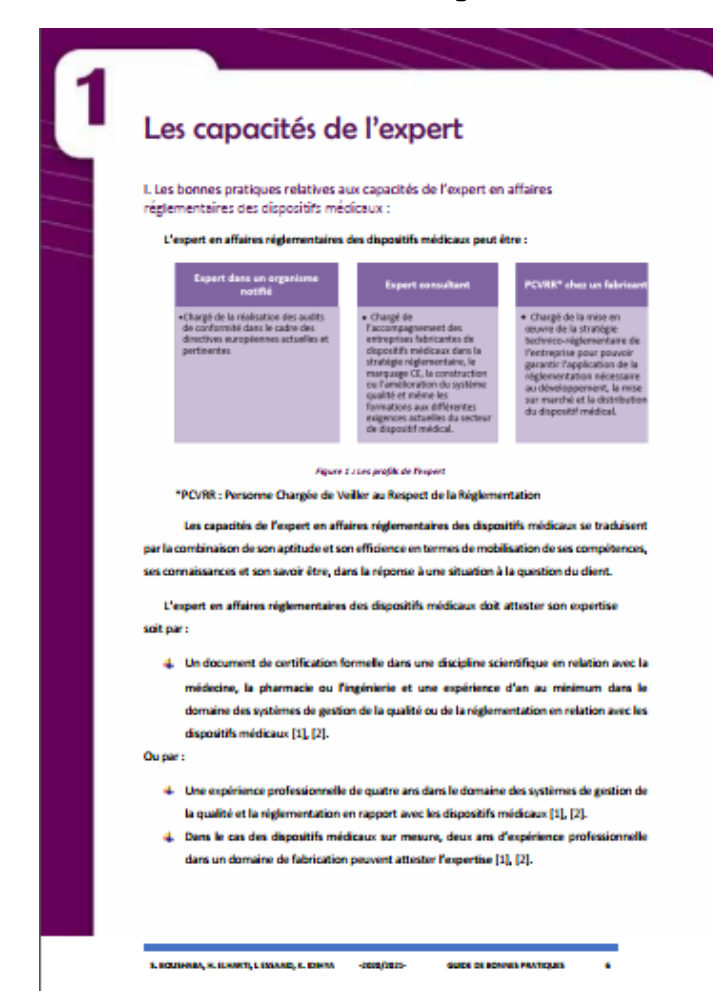 1
Les capacités de l'expert
I. Les bonnes pratiques relatives aux capacités de l'expert en affaires
réglementaires des dispositifs médicaux :
L'expert en affaires réglementaires des dispositifs médicaux peut être :
Expert dans un organisme
notifié
•Chargé de la réalisation des audits
de conformité dans le cadre des
directives européennes actuelles et
pertinentes
Expert consultant
• Chargé de
l'accompagnement des
entreprises fabricantes de
dispositifs médicaux dans la
stratégie réglementaire, le
marquage CE, la construction
ou l'amélioration du système
qualité et même les
formations aux différentes
exigences actuelles du secteur
de dispositif médical.
PCVRR* chez un fabricant
• Chargé de la mise en
œuvre de la stratégie
technico-réglementaire de
l'entreprise pour pouvoir
garantir l'application de la
réglementation nécessaire
au développement, la mise
sur marché et la distribution
du dispositif médical.
Figure 1 : Les profils de l'expert
*PCVRR : Personne Chargée de Veiller au Respect de la Réglementation
Les capacités de l'expert en affaires réglementaires des dispositifs médicaux se traduisent
par la combinaison de son aptitude et son efficience en termes de mobilisation de ses compétences,
ses connaissances et son savoir être, dans la réponse à une situation à la question du client.
L'expert en affaires réglementaires des dispositifs médicaux doit attester son expertise
soit par :
Un document de certification formelle dans une discipline scientifique en relation avec la
médecine, la pharmacie ou l'ingénierie et une expérience d'an au minimum dans le
domaine des systèmes de gestion de la qualité ou de la réglementation en relation avec les
dispositifs médicaux [1], [2].
Ou par :
Une expérience professionnelle de quatre ans dans le domaine des systèmes de gestion de
la qualité et la réglementation en rapport avec les dispositifs médicaux [1], [2].
Dans le cas des dispositifs médicaux sur mesure, deux ans d'expérience professionnelle
dans un domaine de fabrication peuvent attester l'expertise [1], [2].
-2020/2021- GUIDE DE BONNES PRATIQUES 6